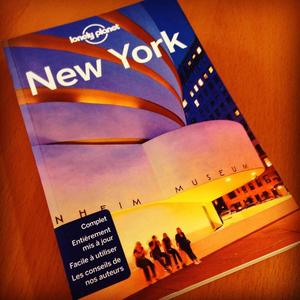 lonely planet
New York
NHEIM MUSEUM
Complet
Entièrement
mis à jour
Facile à utiliser
Les conseils de
nos auteurs